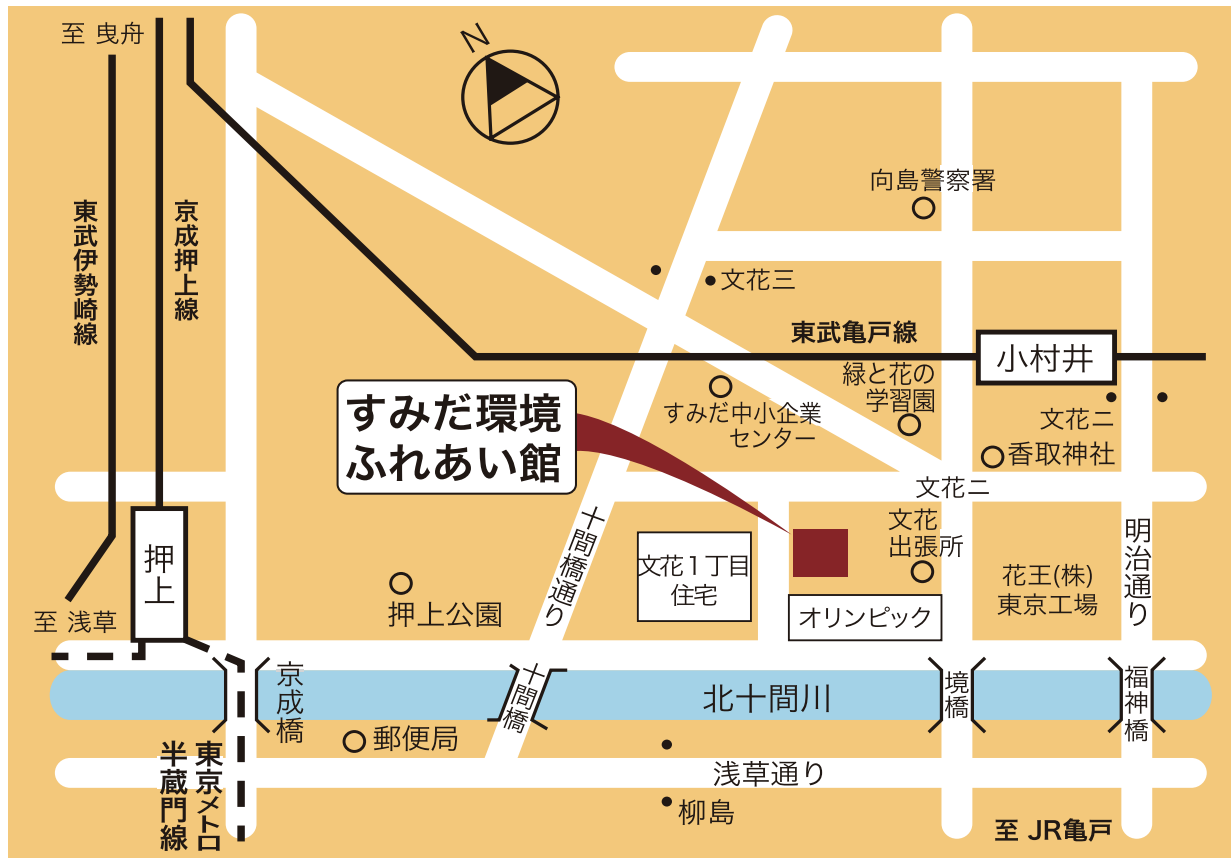 至 曳舟
N
東武伊勢崎線
京成押上線
向島警察署
文花三
東武亀戸線
小村井
緑と花の
学習園
すみだ中小企業
センター
文花ニ
香取神社
すみだ環境
ふれあい館
文花ニ
押上
至 浅草
押上公園
十間橋通り
文花1丁目
住宅
文花
出張所
オリンピック
花王(株)
東京工場
明治通り
京成橋
十間橋
北十間川
境橋
福神橋
郵便局
東京メトロ
半蔵門線
浅草通り
柳島
至 JR亀戸